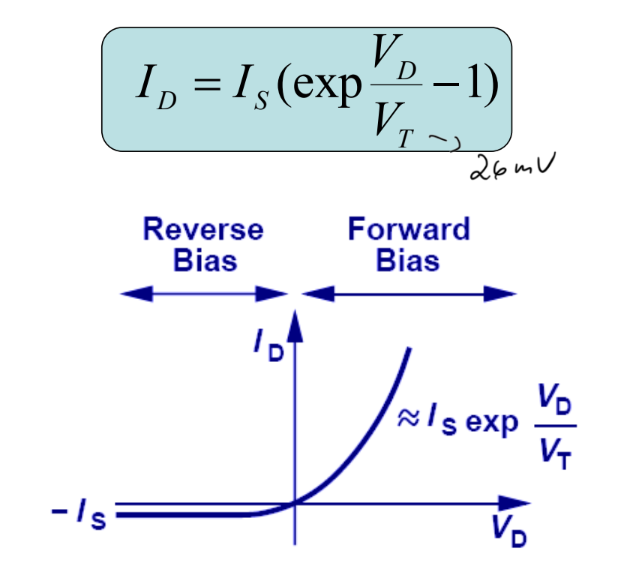 I_D = I_S(exp V_D/V_T −1)
26mV
Reverse Bias
Forward Bias
I_D
≈ I_S exp V_D/V_T
−I_S
V_D